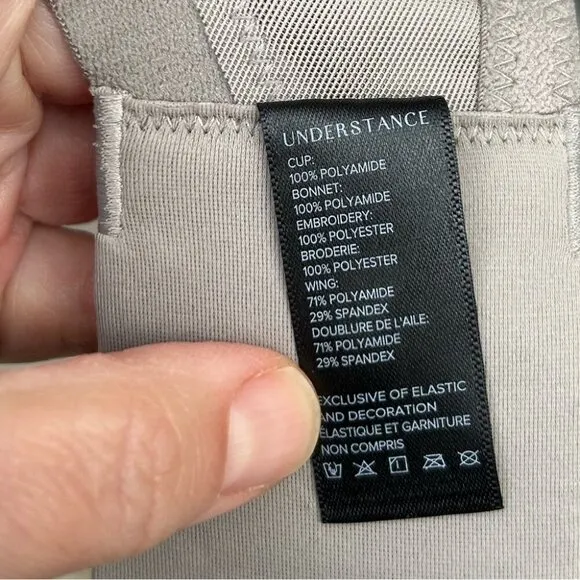 UNDERSTANCE
CUP:
100% POLYAMIDE
BONNET:
100% POLYAMIDE
EMBROIDERY:
100% POLYESTER
BRODERIE:
100% POLYESTER
WING:
71% POLYAMIDE
29% SPANDEX
DOUBLURE DE L'AILE:
71% POLYAMIDE
29% SPANDEX
EXCLUSIVE OF ELASTIC
AND DECORATION
ÉLASTIQUE ET GARNITURE
NON COMPRIS